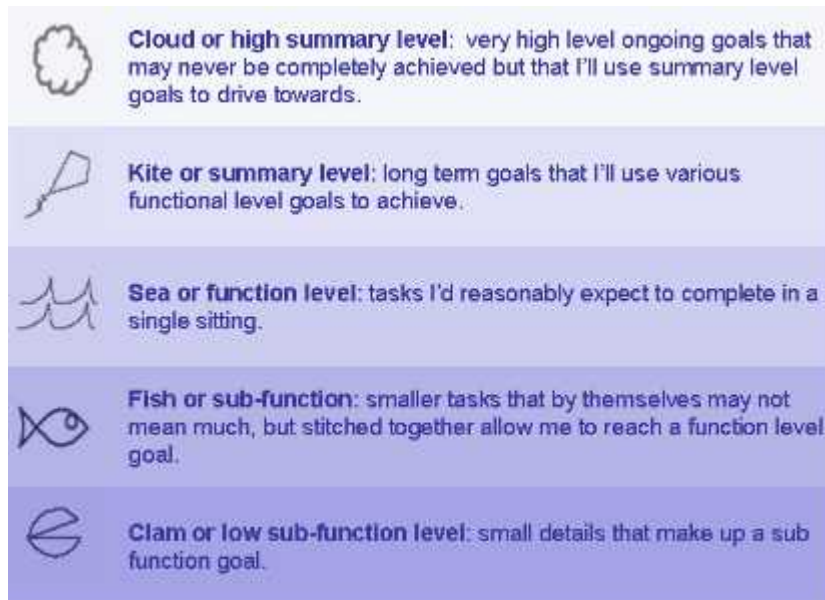 Cloud or high summary level: very high level ongoing goals that
may never be completely achieved but that I'll use summary level
goals to drive towards.
Kite or summary level: long term goals that I'll use various
functional level goals to achieve.
Sea or function level: tasks I'd reasonably expect to complete in a
single sitting.
Fish or sub-function: smaller tasks that by themselves may not
mean much, but stitched together allow me to reach a function level
goal.
Clam or low sub-function level: small details that make up a sub
function goal.